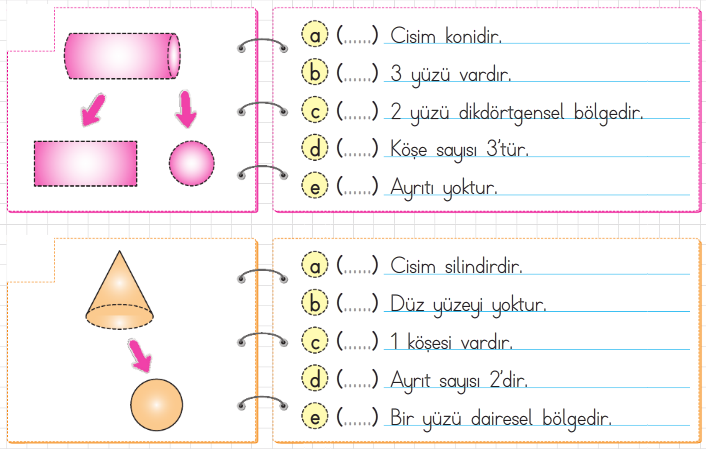 a (......) Cisim konidir.
b (......) 3 yüzü vardır.
c (......) 2 yüzü dikdörtgensel bölgedir.
d (......) Köşe sayısı 3'tür.
e (......) Ayrıtı yoktur.
a (......) Cisim silindirdir.
b (......) Düz yüzeyi yoktur.
c (......) 1 köşesi vardır.
d (......) Ayrıt sayısı 2'dir.
e (......) Bir yüzü dairesel bölgedir.